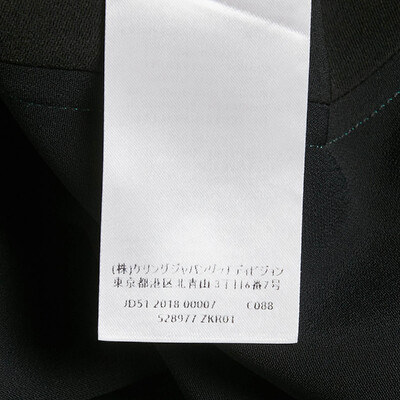 (株)ケリングジャパングッチ ディビジョン
東京都港区北青山3丁目6番7号
JD51 2018 00007 C088
528977 ZKR01